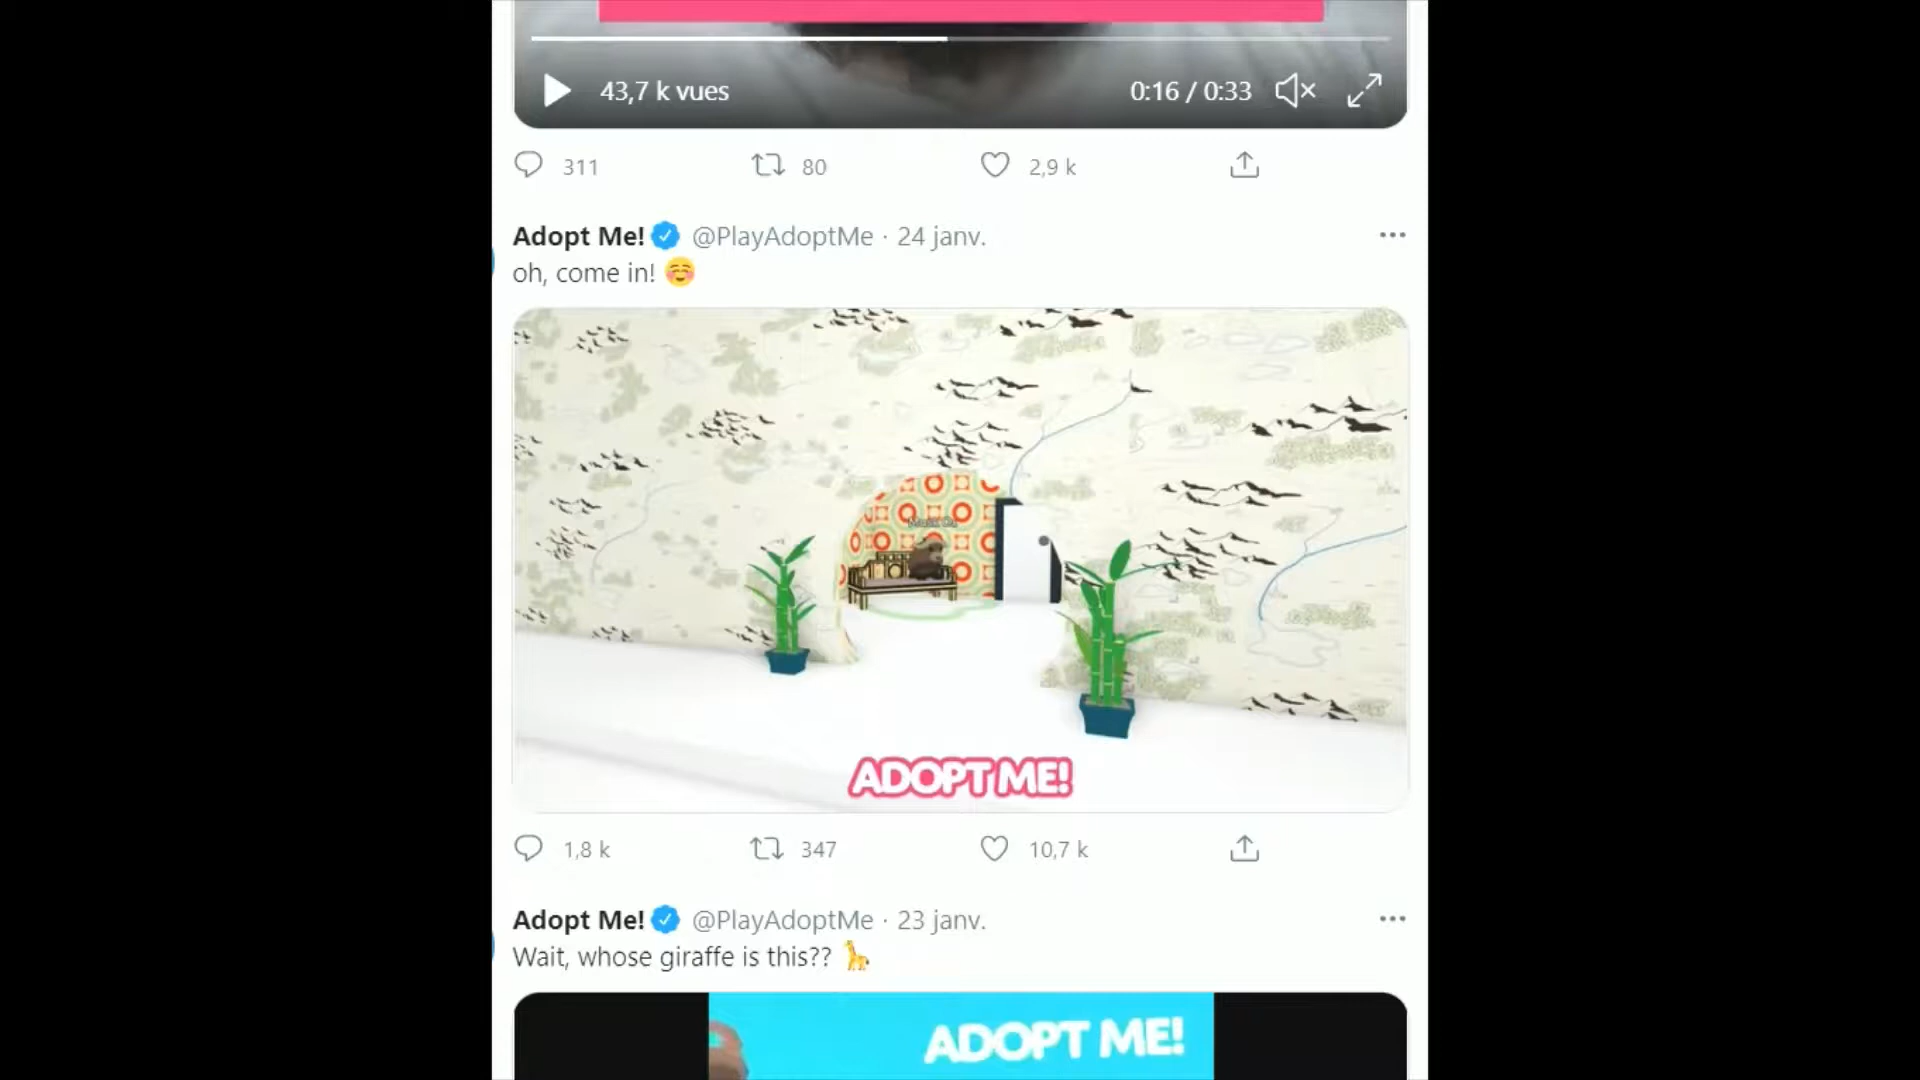 43,7 k vues
0:16 / 0:33
311
80
2,9 k
Adopt Me! @PlayAdoptMe · 24 janv.
oh, come in! ☺️
Musk Ox
ADOPT ME!
1,8 k
347
10,7 k
Adopt Me! @PlayAdoptMe · 23 janv.
Wait, whose giraffe is this?? 🦒
ADOPT ME!